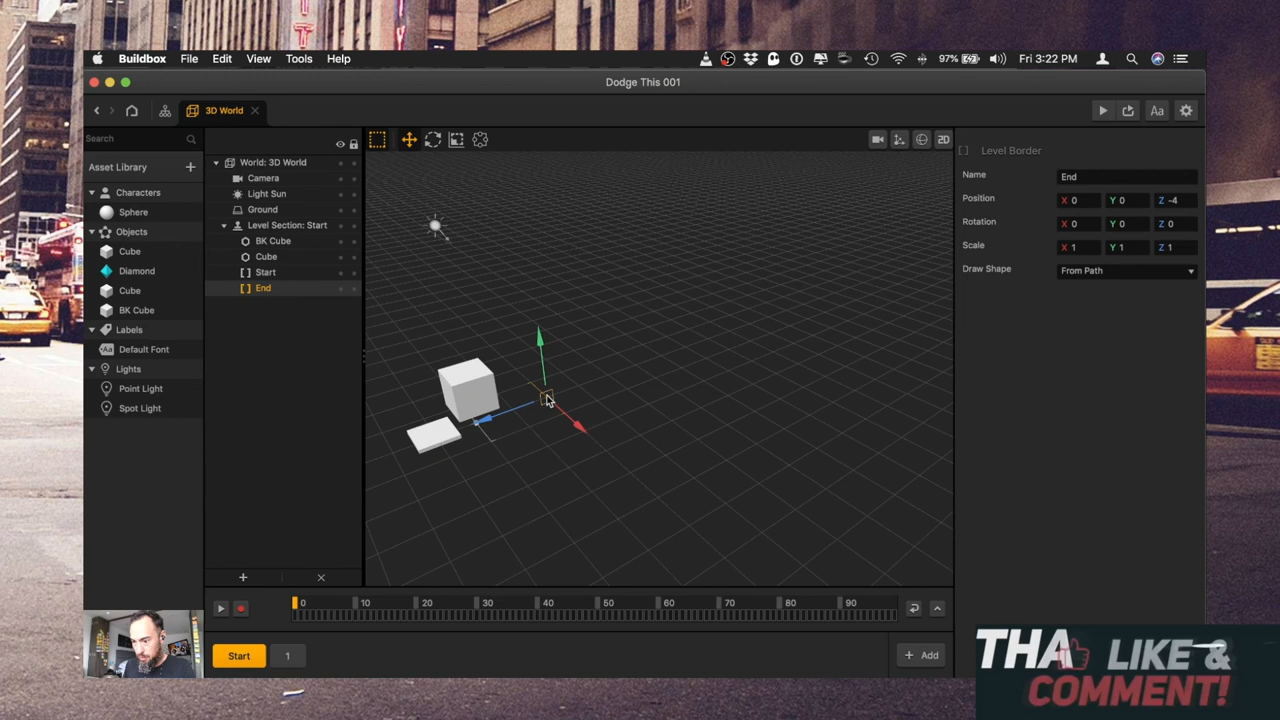 Buildbox File Edit View Tools Help 97% Fri 3:22 PM
Dodge This 001
3D World
Aa
Search
Asset Library
Characters
Sphere
Objects
Cube
Diamond
Cube
BK Cube
Labels
Aa Default Font
Lights
Point Light
Spot Light
World: 3D World
Camera
Light Sun
Ground
Level Section: Start
BK Cube
Cube
[ ] Start
[ ] End
2D
[ ] Level Border
Name End
Position X 0 Y 0 Z -4
Rotation X 0 Y 0 Z 0
Scale X 1 Y 1 Z 1
Draw Shape From Path
0 10 20 30 40 50 60 70 80 90
Start 1 + Add
THA LIKE &
COMMENT!